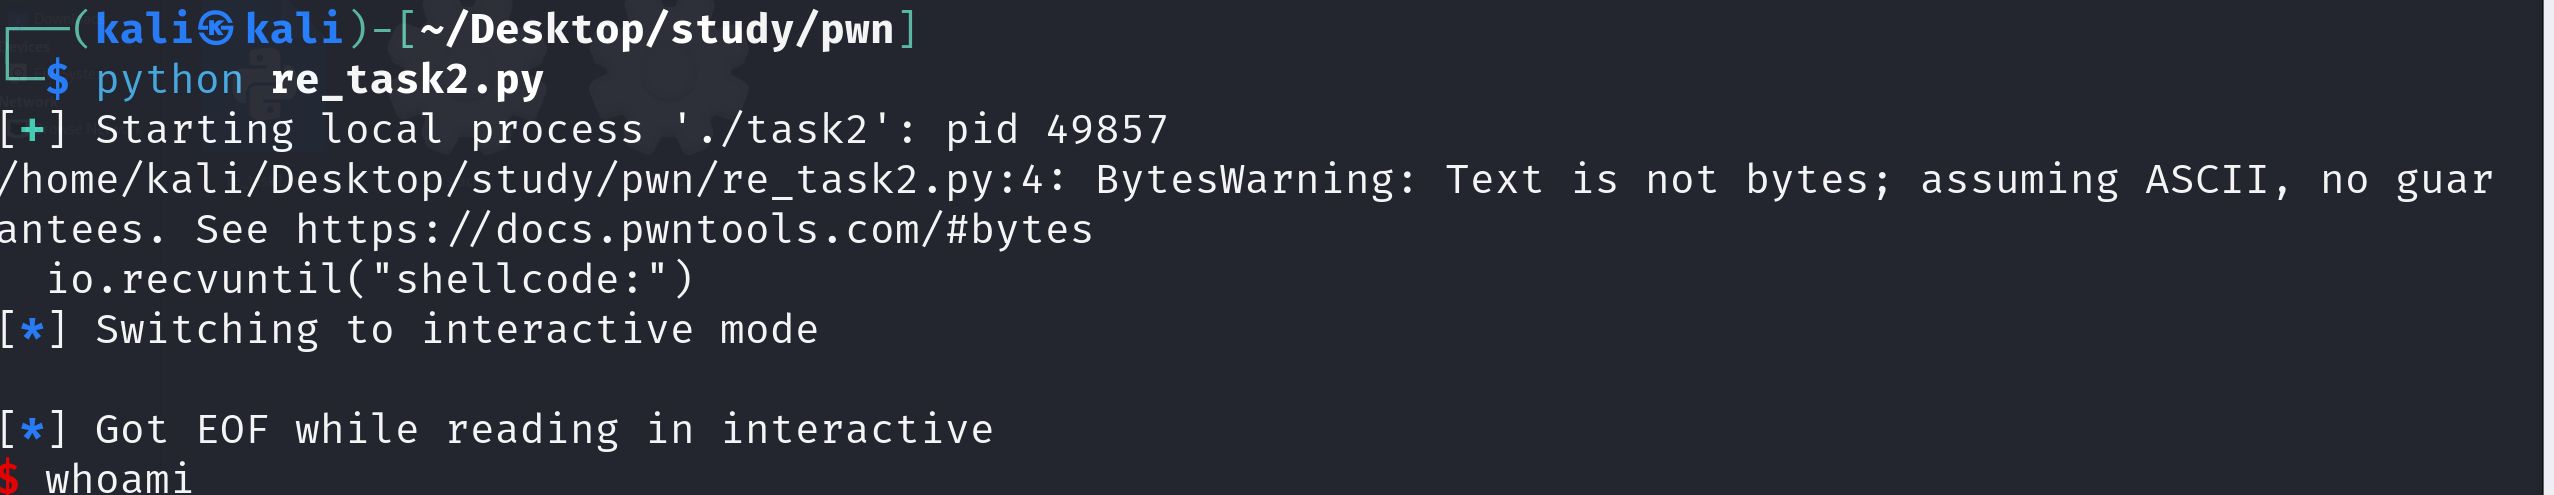 ┌──(kali㉿kali)-[~/Desktop/study/pwn]
└─$ python re_task2.py
[+] Starting local process './task2': pid 49857
/home/kali/Desktop/study/pwn/re_task2.py:4: BytesWarning: Text is not bytes; assuming ASCII, no guar
antees. See https://docs.pwntools.com/#bytes
  io.recvuntil("shellcode:")
[*] Switching to interactive mode

[*] Got EOF while reading in interactive
$ whoami